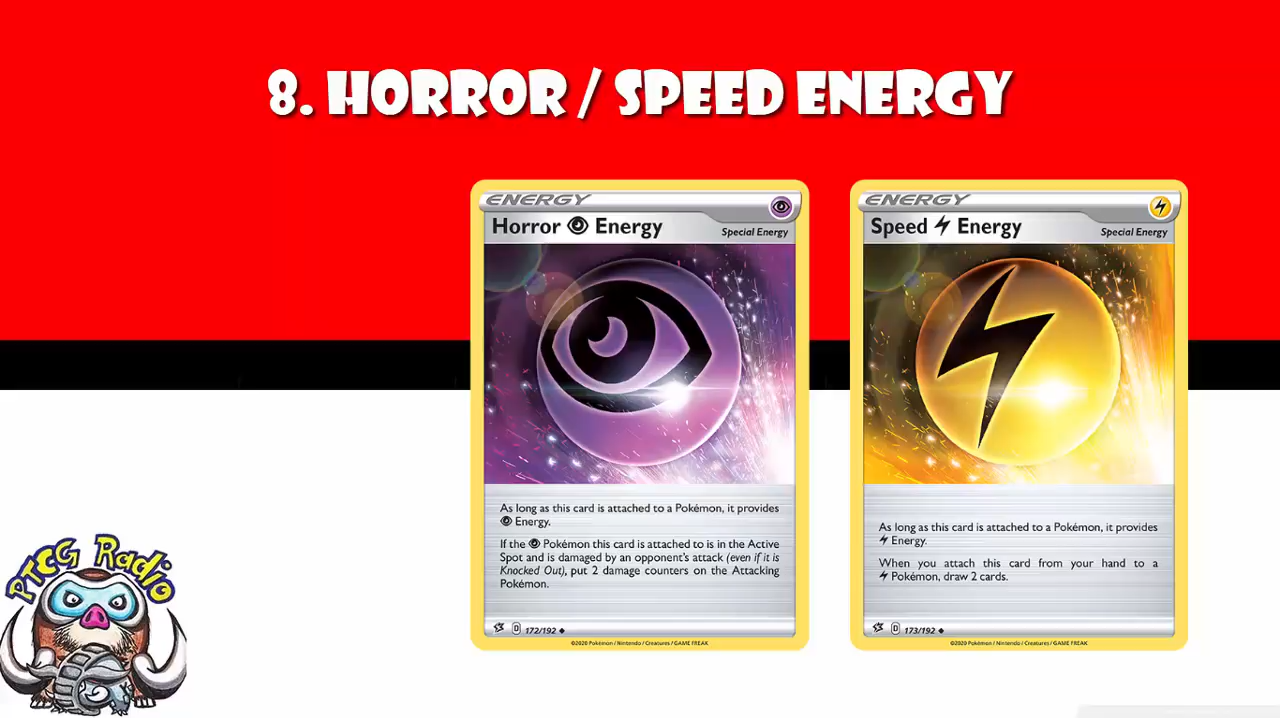 8. HORROR / SPEED ENERGY
ENERGY
Horror Energy
Special Energy
As long as this card is attached to a Pokémon, it provides
Energy.
If the Pokémon this card is attached to is in the Active
Spot and is damaged by an opponent's attack (even if it is
Knocked Out), put 2 damage counters on the Attacking
Pokémon.
D 172/192
©2020 Pokémon / Nintendo / Creatures / GAME FREAK
ENERGY
Speed Energy
Special Energy
As long as this card is attached to a Pokémon, it provides
Energy.
When you attach this card from your hand to a
Pokémon, draw 2 cards.
D 173/192
©2020 Pokémon / Nintendo / Creatures / GAME FREAK
PTCG Radio